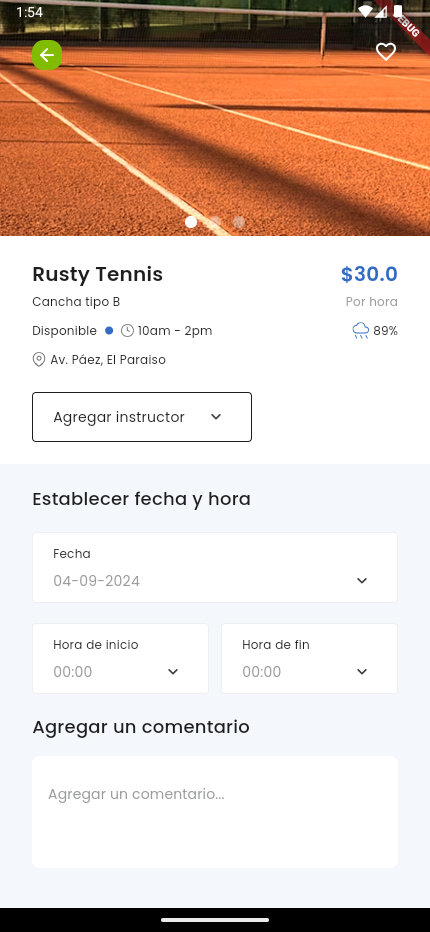 1:54
EBUG
Rusty Tennis
$30.0
Cancha tipo B
Por hora
Disponible
10am - 2pm
89%
Av. Páez, El Paraiso
Agregar instructor
Establecer fecha y hora
Fecha
04-09-2024
Hora de inicio
Hora de fin
00:00
00:00
Agregar un comentario
Agregar un comentario...